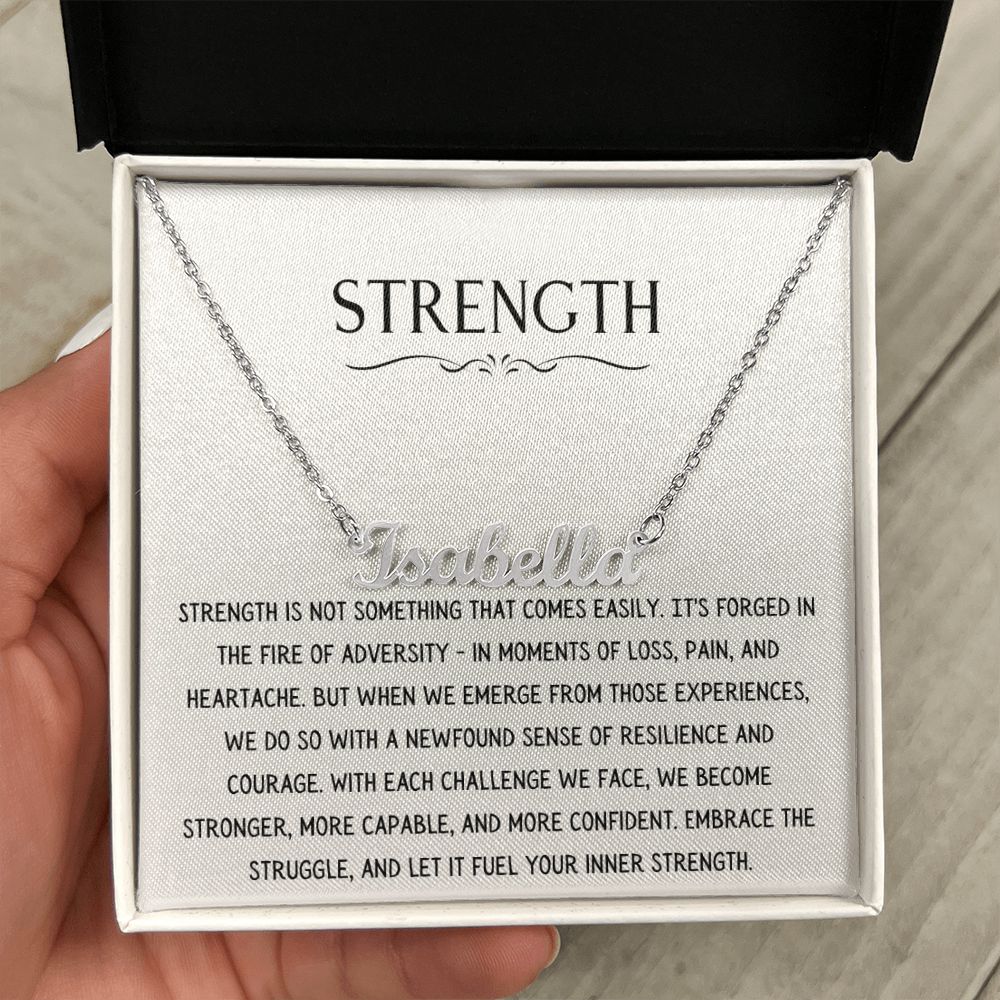 STRENGTH
Isabella
STRENGTH IS NOT SOMETHING THAT COMES EASILY. IT'S FORGED IN
THE FIRE OF ADVERSITY - IN MOMENTS OF LOSS, PAIN, AND
HEARTACHE. BUT WHEN WE EMERGE FROM THOSE EXPERIENCES,
WE DO SO WITH A NEWFOUND SENSE OF RESILIENCE AND
COURAGE. WITH EACH CHALLENGE WE FACE, WE BECOME
STRONGER, MORE CAPABLE, AND MORE CONFIDENT. EMBRACE THE
STRUGGLE, AND LET IT FUEL YOUR INNER STRENGTH.